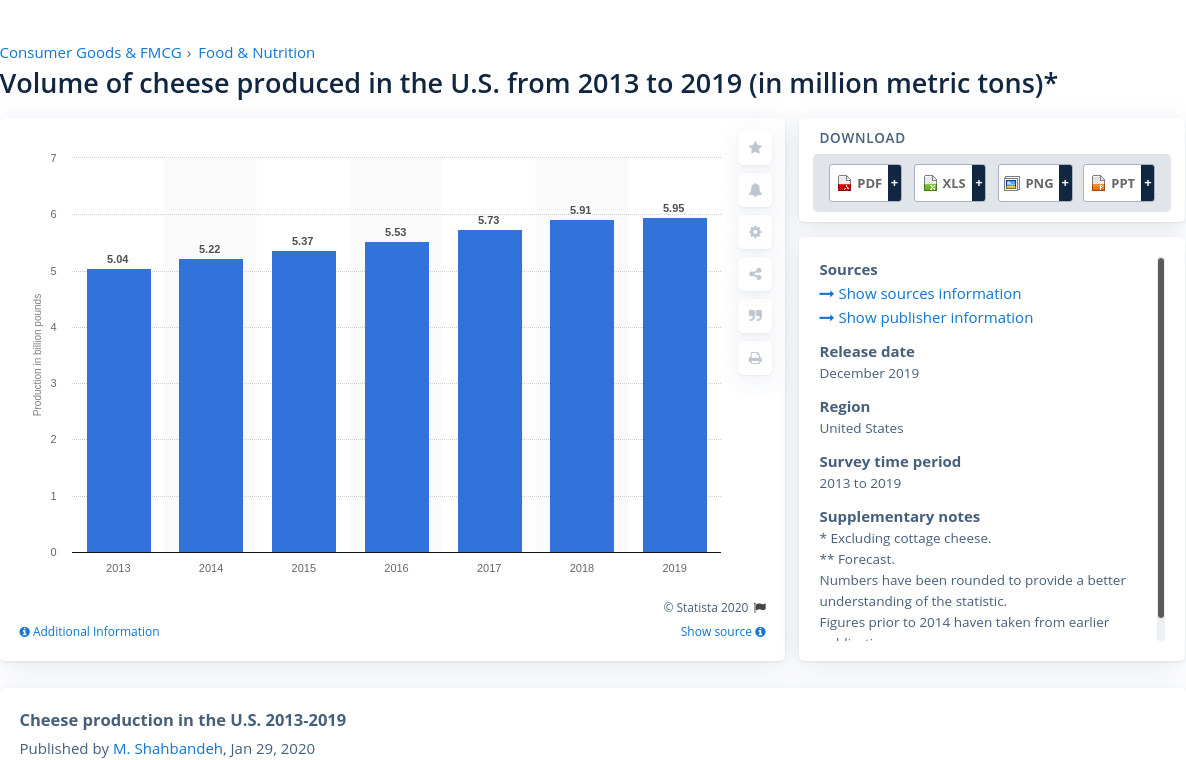 Consumer Goods & FMCG › Food & Nutrition
Volume of cheese produced in the U.S. from 2013 to 2019 (in million metric tons)*
Production in billion pounds
7
6
5
4
3
2
1
0
5.04
5.22
5.37
5.53
5.73
5.91
5.95
2013
2014
2015
2016
2017
2018
2019
© Statista 2020
Additional Information
Show source
DOWNLOAD
PDF + XLS + PNG + PPT +
Sources
Show sources information
Show publisher information
Release date
December 2019
Region
United States
Survey time period
2013 to 2019
Supplementary notes
* Excluding cottage cheese.
** Forecast.
Numbers have been rounded to provide a better
understanding of the statistic.
Figures prior to 2014 haven taken from earlier
Cheese production in the U.S. 2013-2019
Published by M. Shahbandeh, Jan 29, 2020